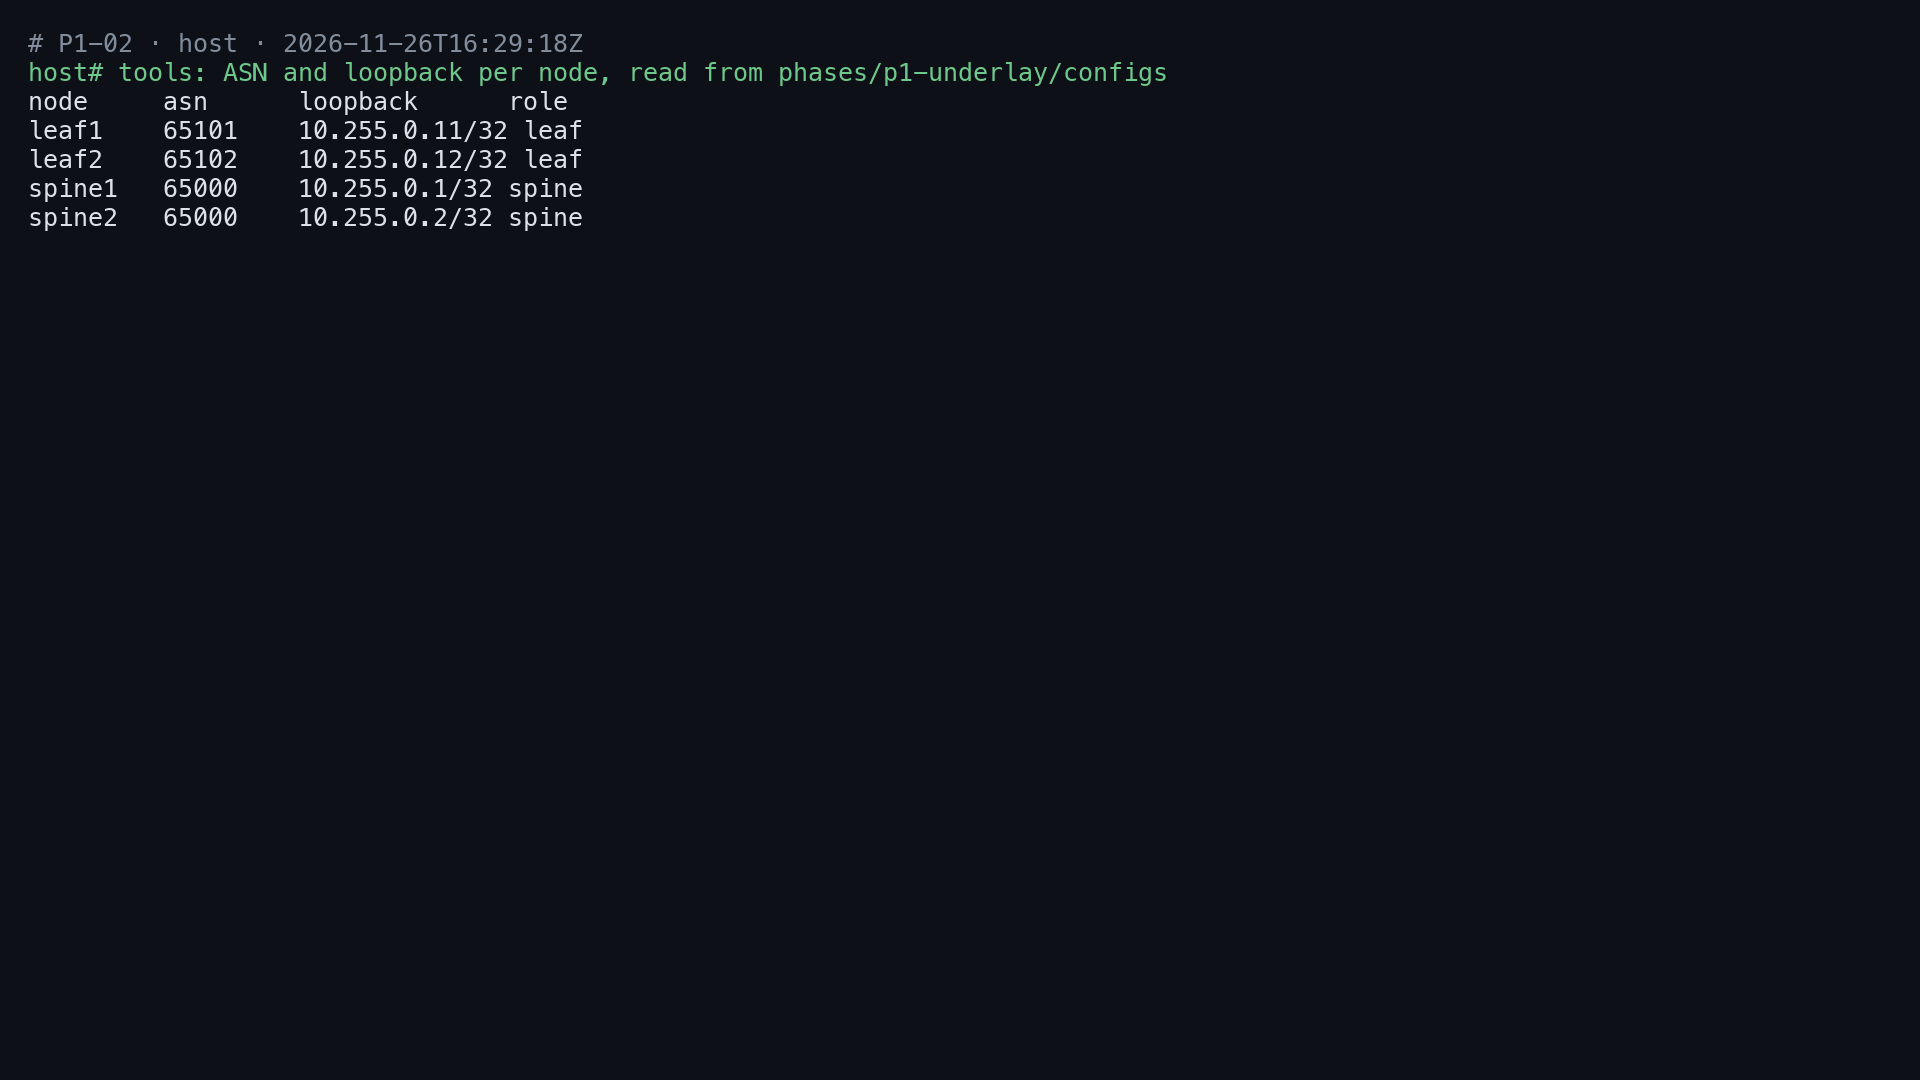 # P1-02 · host · 2026-11-26T16:29:18Z
host# tools: ASN and loopback per node, read from phases/p1-underlay/configs
node     asn      loopback      role
leaf1    65101    10.255.0.11/32 leaf
leaf2    65102    10.255.0.12/32 leaf
spine1   65000    10.255.0.1/32 spine
spine2   65000    10.255.0.2/32 spine